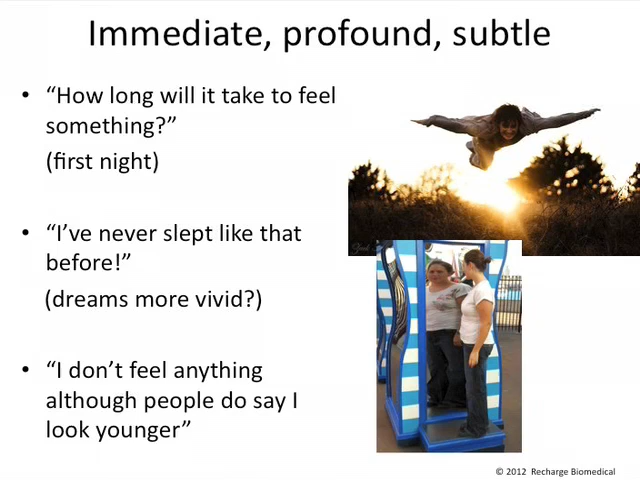 Immediate, profound, subtle
• “How long will it take to feel
something?”
(first night)
• “I’ve never slept like that
before!”
(dreams more vivid?)
• “I don’t feel anything
although people do say I
look younger”
© 2012 Recharge Biomedical